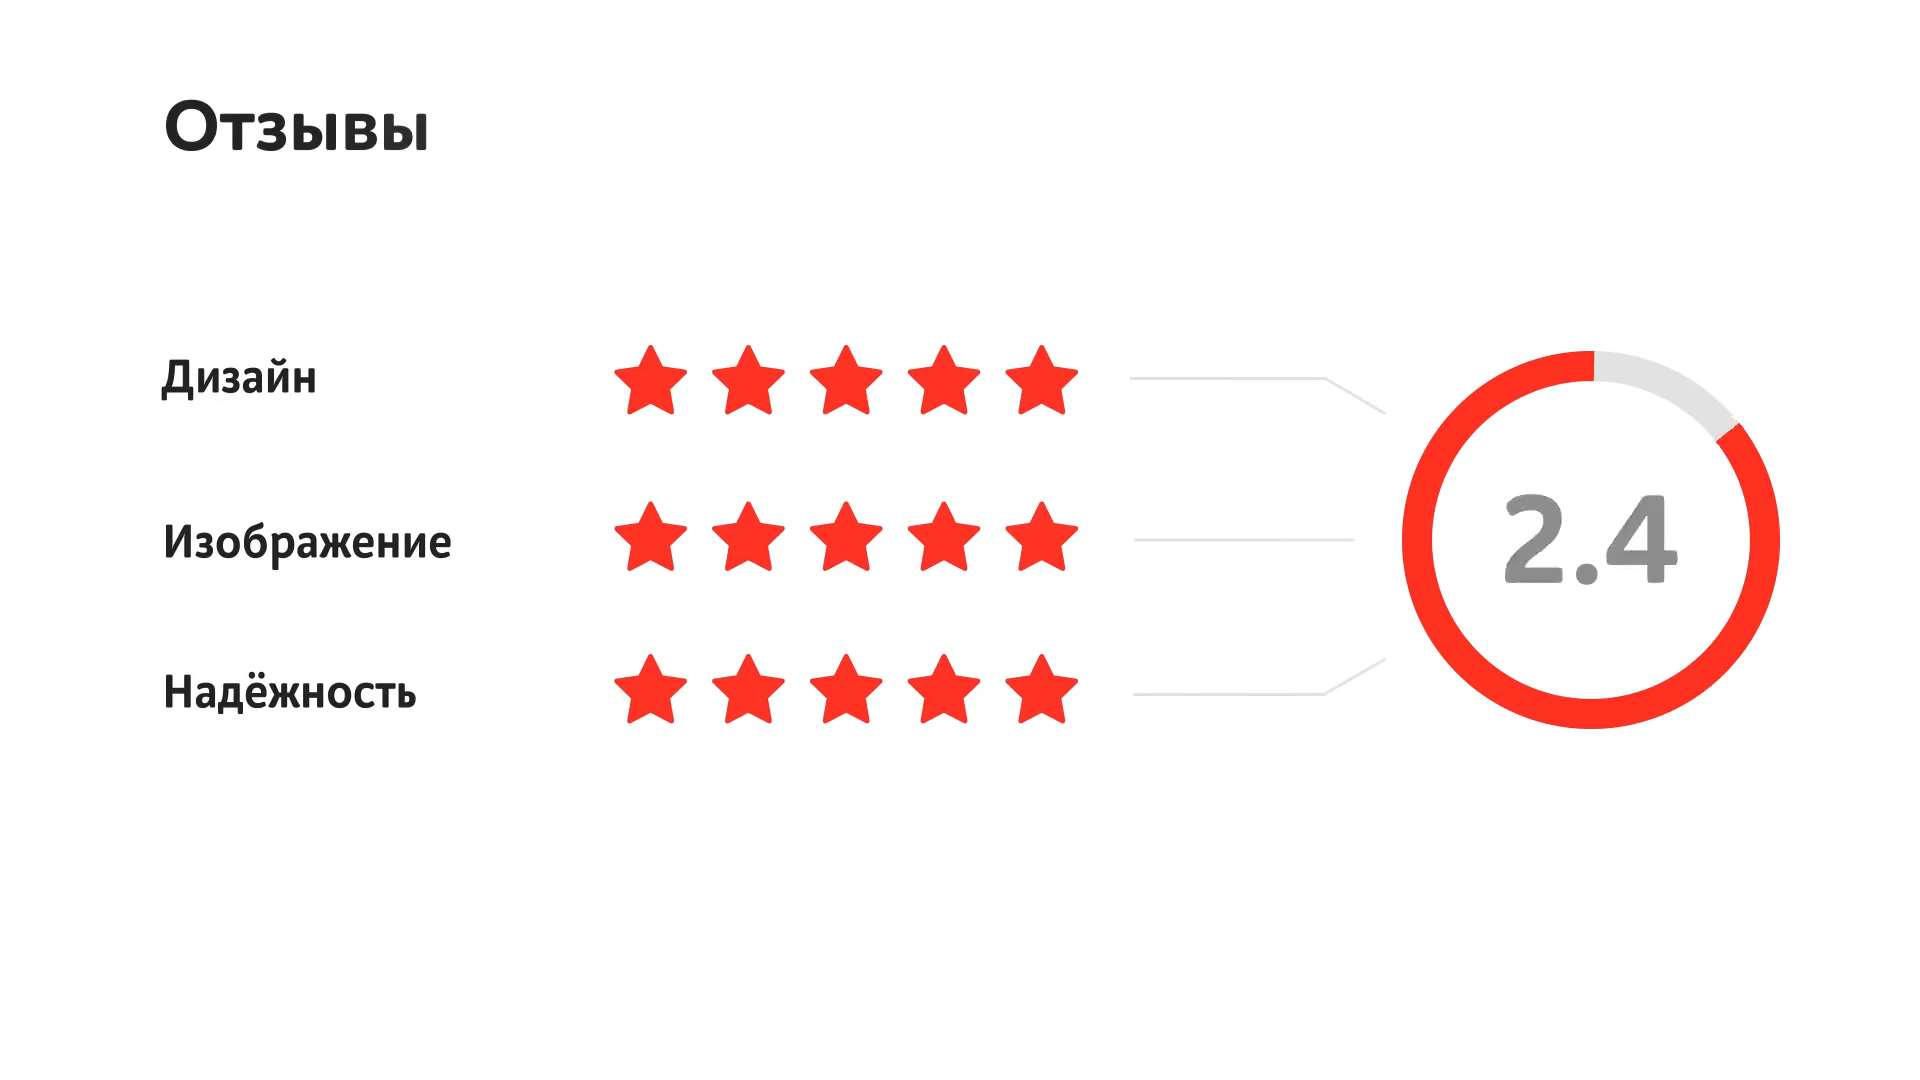 Отзывы
Дизайн
Изображение
2.4
Надёжность